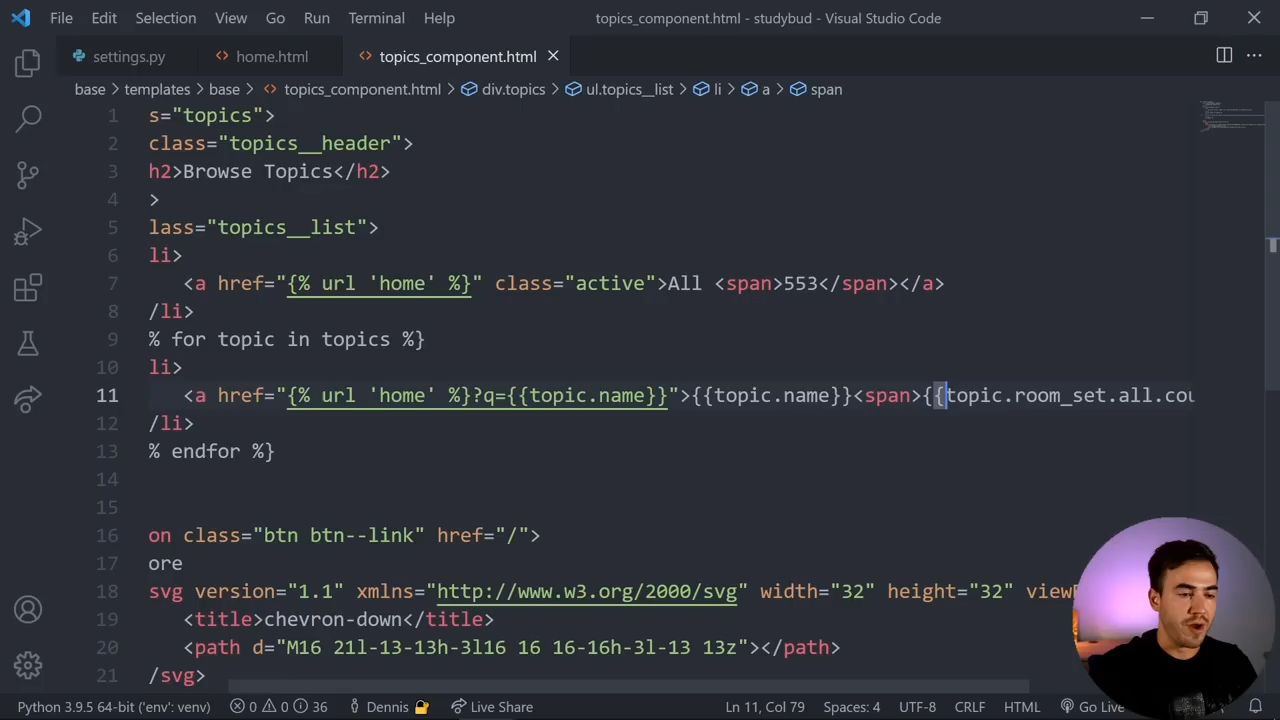 File Edit Selection View Go Run Terminal Help topics_component.html - studybud - Visual Studio Code
settings.py home.html topics_component.html
base > templates > base > topics_component.html > div.topics > ul.topics__list > li > a > span
1 s="topics">
2 class="topics__header">
3 h2>Browse Topics</h2>
4 >
5 lass="topics__list">
6 li>
7 <a href="{% url 'home' %}" class="active">All <span>553</span></a>
8 /li>
9 % for topic in topics %}
10 li>
11 <a href="{% url 'home' %}?q={{topic.name}}">{{topic.name}}<span>{{topic.room_set.all.cou
12 /li>
13 % endfor %}
14
15
16 on class="btn btn--link" href="/">
17 ore
18 svg version="1.1" xmlns="http://www.w3.org/2000/svg" width="32" height="32" view
19 <title>chevron-down</title>
20 <path d="M16 21l-13-13h-3l16 16 16-16h-3l-13 13z"></path>
21 /svg>
Python 3.9.5 64-bit ('env': venv) 0 0 36 Dennis Live Share Ln 11, Col 79 Spaces: 4 UTF-8 CRLF HTML Go Live